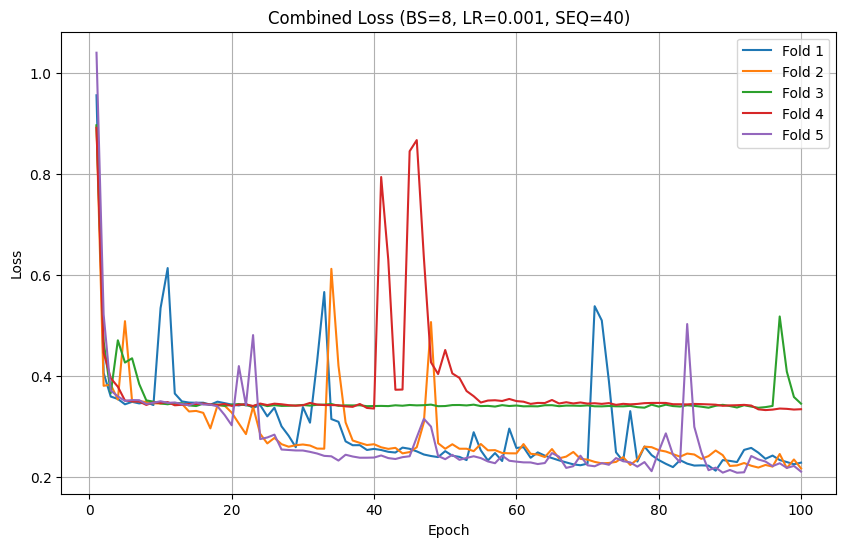 Combined Loss (BS=8, LR=0.001, SEQ=40)
Fold 1
Fold 2
Fold 3
Fold 4
Fold 5
Loss
1.0
0.8
0.6
0.4
0.2
0 20 40 60 80 100
Epoch